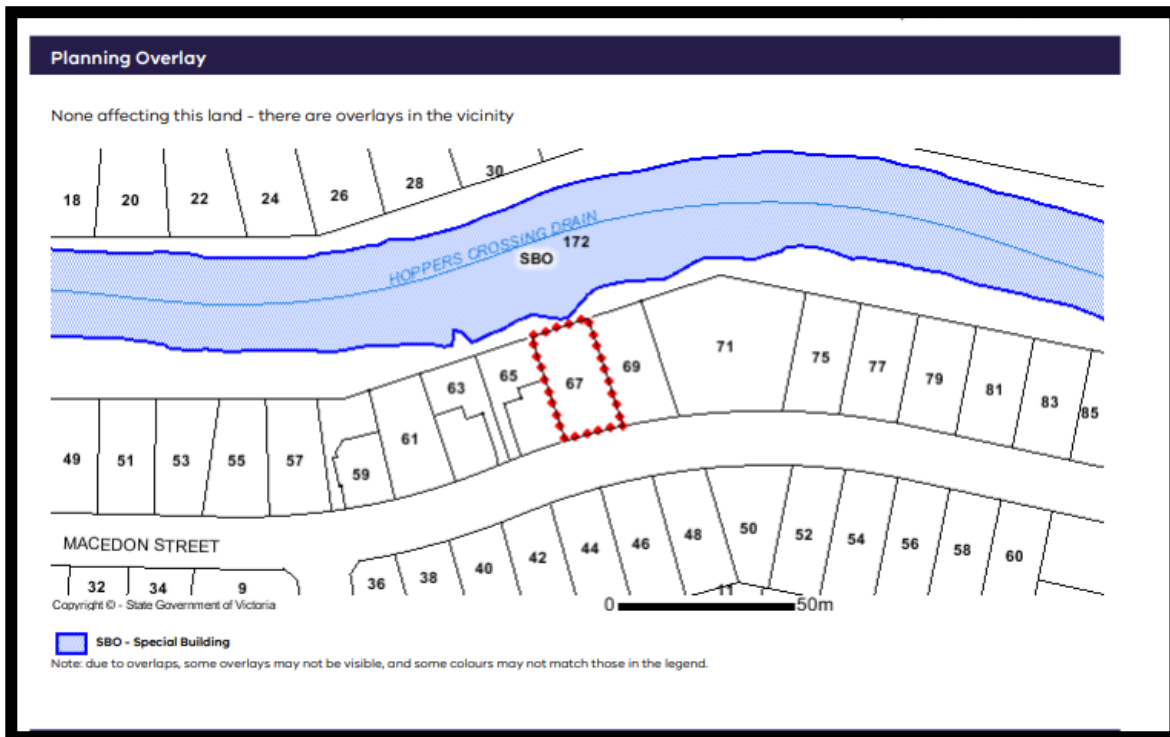 Planning Overlay
None affecting this land - there are overlays in the vicinity
18 20 22 24 26 28 30
HOPPERS CROSSING DRAIN
172
SBO
49 51 53 55 57 59 61 63 65 67 69 71 75 77 79 81 83 85
MACEDON STREET
32 34 9 36 38 40 42 44 46 48 50 52 54 56 58 60
11
Copyright © - State Government of Victoria
0 50m
SBO - Special Building
Note: due to overlaps, some overlays may not be visible, and some colours may not match those in the legend.